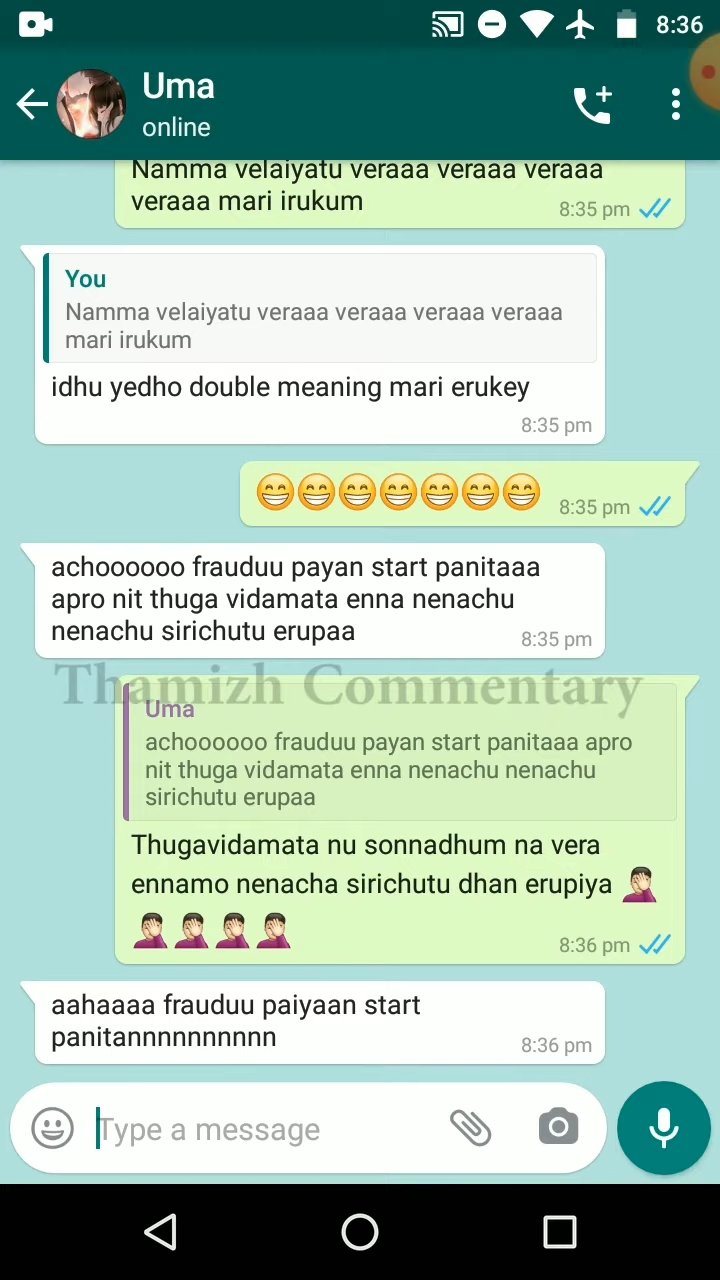 8:36
Uma
online
Namma velaiyatu veraaa veraaa veraaa
veraaa mari irukum
8:35 pm
You
Namma velaiyatu veraaa veraaa veraaa veraaa
mari irukum
idhu yedho double meaning mari erukey
8:35 pm
😁😁😁😁😁😁😁 8:35 pm
achoooooo frauduu payan start panitaaa
apro nit thuga vidamata enna nenachu
nenachu sirichutu erupaa
8:35 pm
Thamizh Commentary
Uma
achoooooo frauduu payan start panitaaa apro
nit thuga vidamata enna nenachu nenachu
sirichutu erupaa
Thugavidamata nu sonnadhum na vera
ennamo nenacha sirichutu dhan erupiya 🤦🏻‍♂️
🤦🏻‍♂️🤦🏻‍♂️🤦🏻‍♂️🤦🏻‍♂️
8:36 pm
aahaaaa frauduu paiyaan start
panitannnnnnnnnn
8:36 pm
Type a message